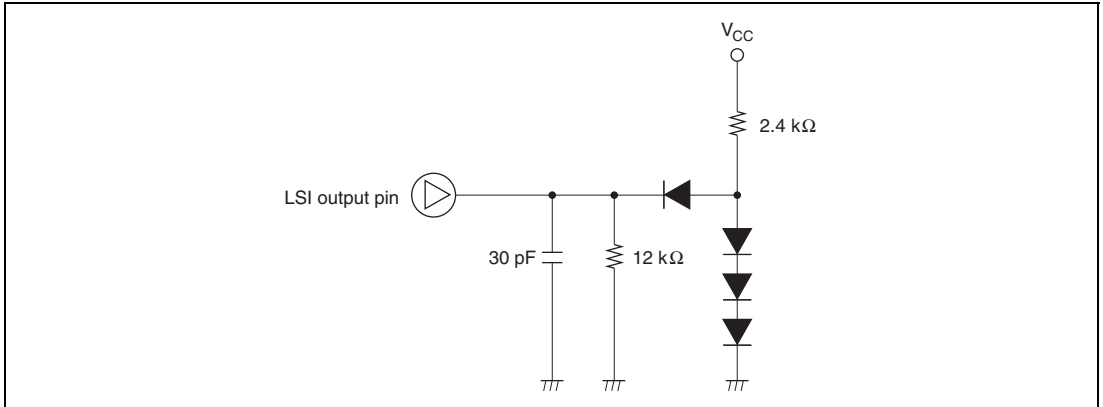 VCC
2.4 kΩ
LSI output pin
30 pF
12 kΩ